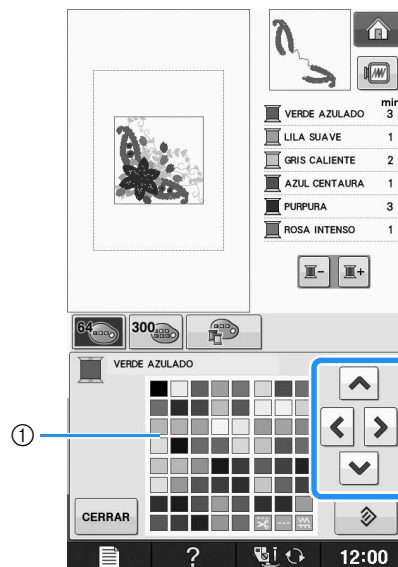 min
VERDE AZULADO 3
LILA SUAVE 1
GRIS CALIENTE 2
AZUL CENTAURA 1
PURPURA 3
ROSA INTENSO 1
- +
64 300
VERDE AZULADO
①
CERRAR
? 12:00